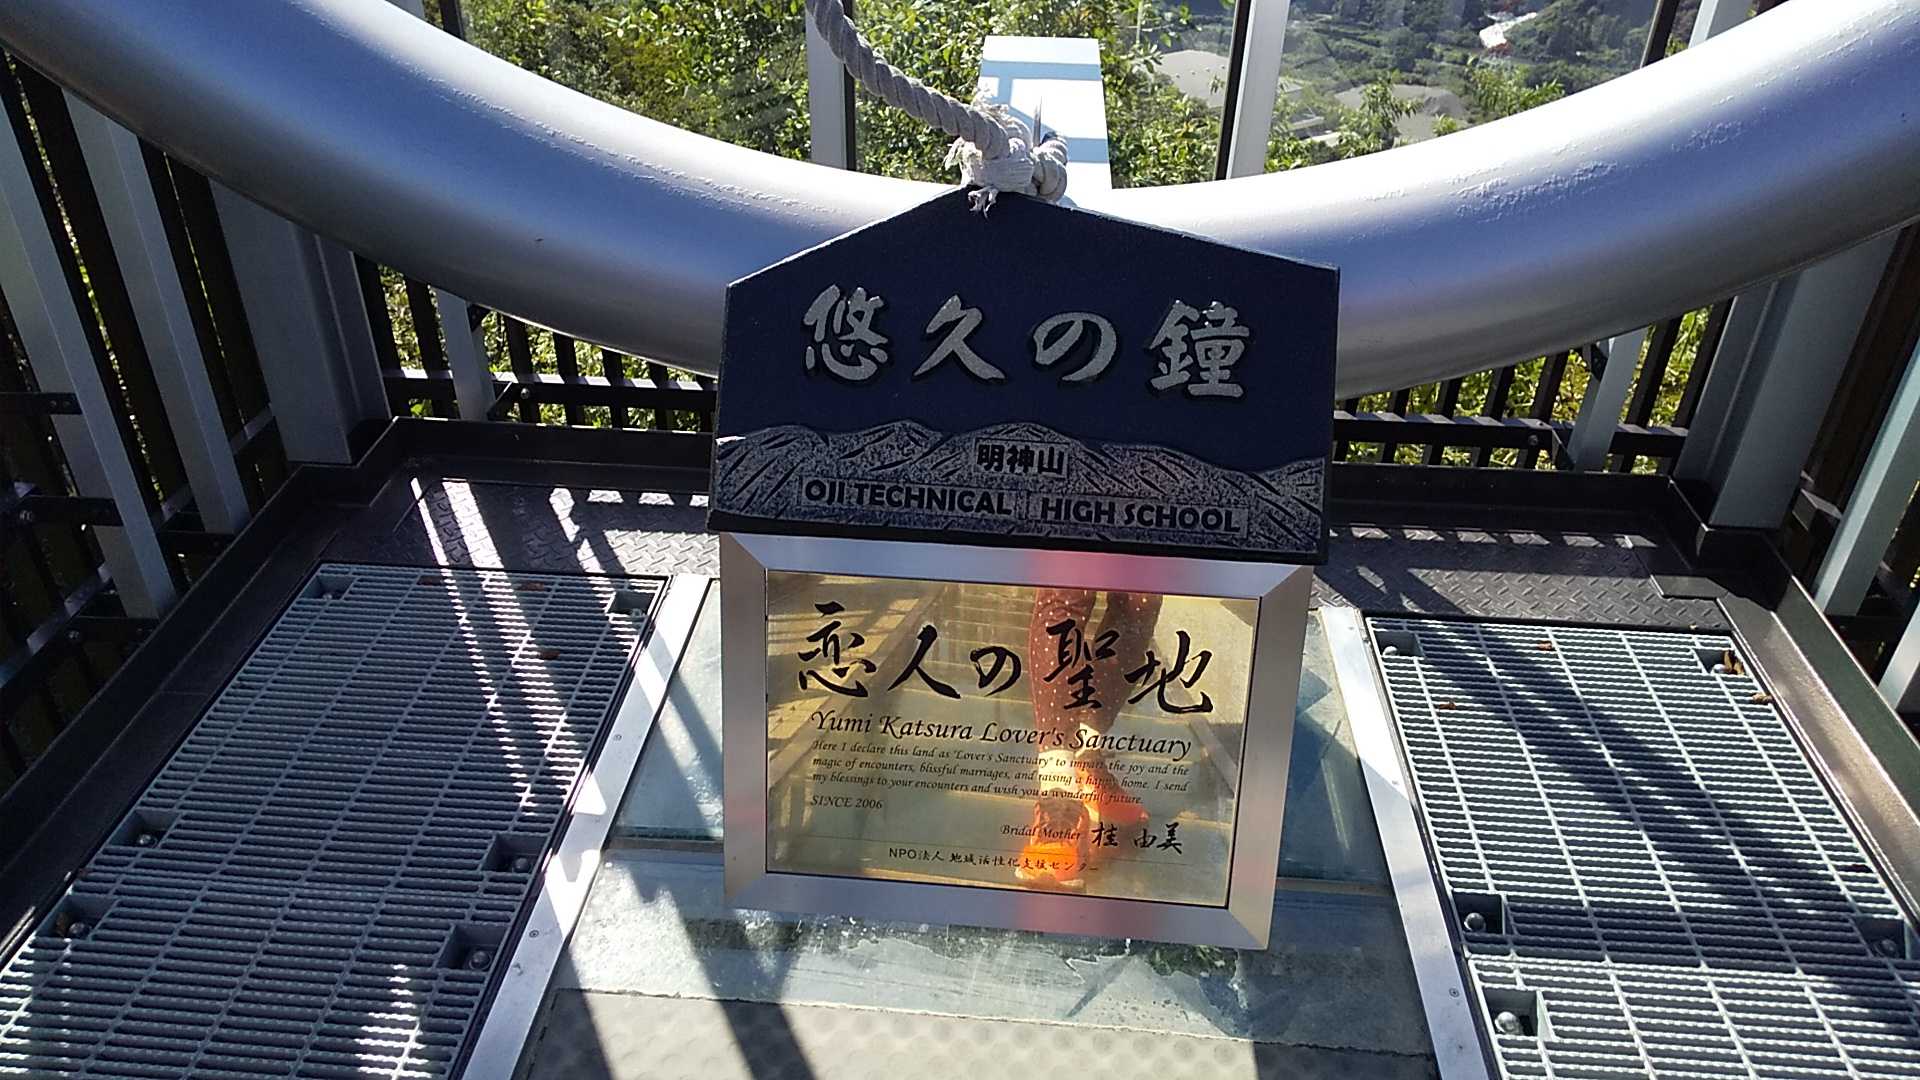 悠久の鐘
明神山
OJI TECHNICAL HIGH SCHOOL
恋人の聖地
Yumi Katsura Lover's Sanctuary
Here I declare this land as "Lover's Sanctuary" to impart the joy and the
magic of encounters, blissful marriages, and raising a happy home. I send
my blessings to your encounters and wish you a wonderful future.
SINCE 2006
Bridal Mother 桂 由美
NPO法人 地域活性化支援センター